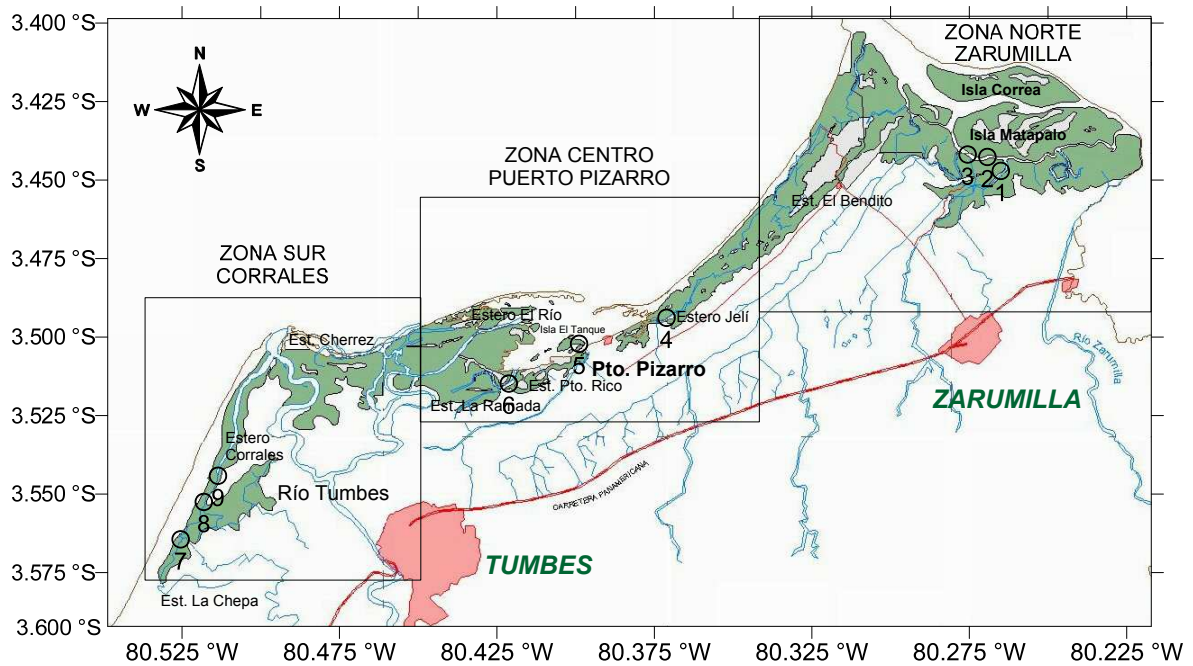 3.400 °S
3.425 °S
3.450 °S
3.475 °S
3.500 °S
3.525 °S
3.550 °S
3.575 °S
3.600 °S
N
W
E
S
ZONA NORTE
ZARUMILLA
Isla Correa
Isla Matapalo
3
2
1
ZONA CENTRO
PUERTO PIZARRO
Est. El Bendito
ZONA SUR
CORRALES
Estero El Río
Isla El Tanque
Estero Jelí
4
Est. Cherrez
5
Pto. Pizarro
Est. Pto. Rico
6
Est. La Ramada
Río Zarumilla
ZARUMILLA
Estero
Corrales
9
8
7
Río Tumbes
CARRETERA PANAMERICANA
TUMBES
Est. La Chepa
80.525 °W
80.475 °W
80.425 °W
80.375 °W
80.325 °W
80.275 °W
80.225 °W